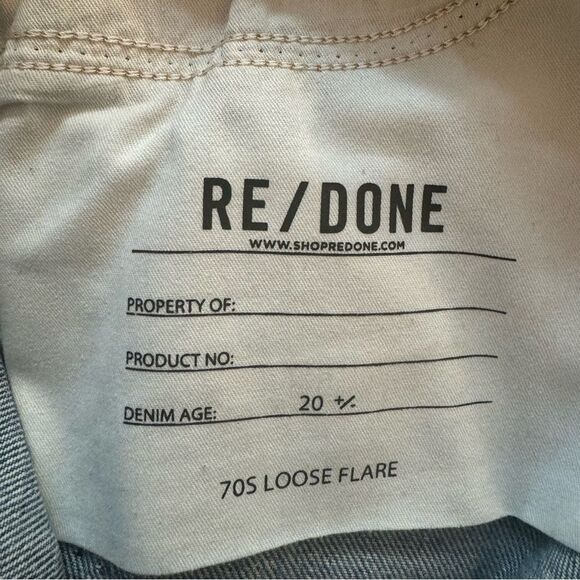 RE/DONE
WWW.SHOPREDONE.COM
PROPERTY OF:
PRODUCT NO:
DENIM AGE: 20 +/-
70S LOOSE FLARE